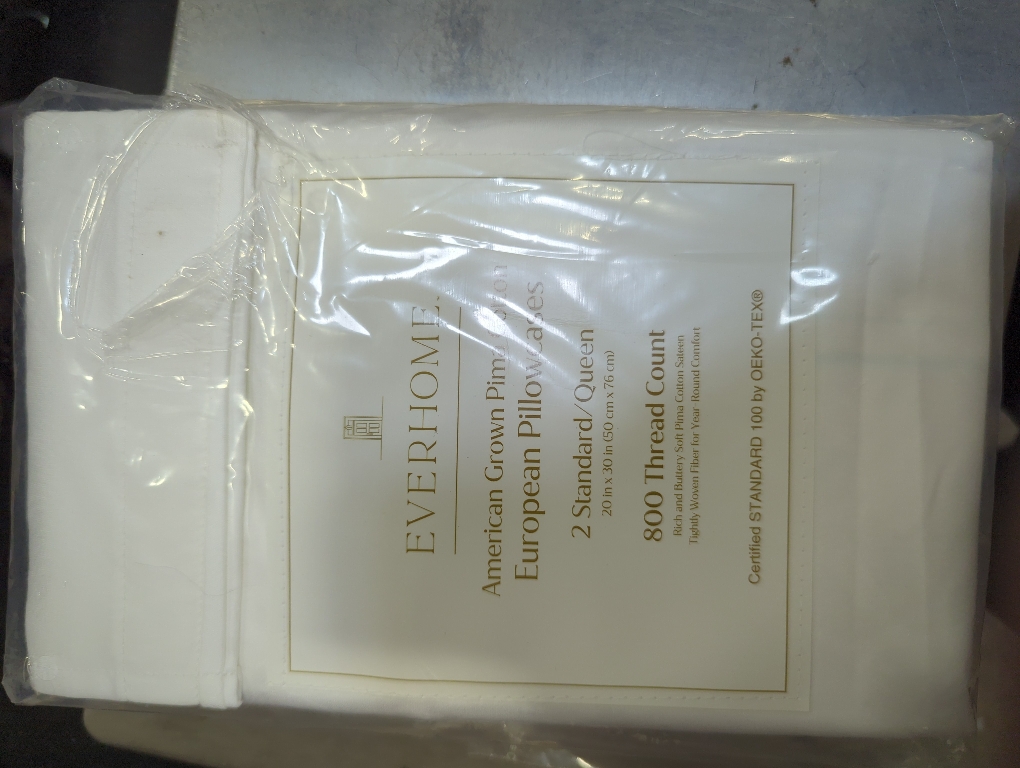 EVERHOME.
American Grown Pima Cotton
European Pillowcases
2 Standard/Queen
20 in x 30 in (50 cm x 76 cm)
800 Thread Count
Rich and Buttery Soft Pima Cotton Sateen
Tightly Woven Fiber for Year-Round Comfort
Certified STANDARD 100 by OEKO-TEX®